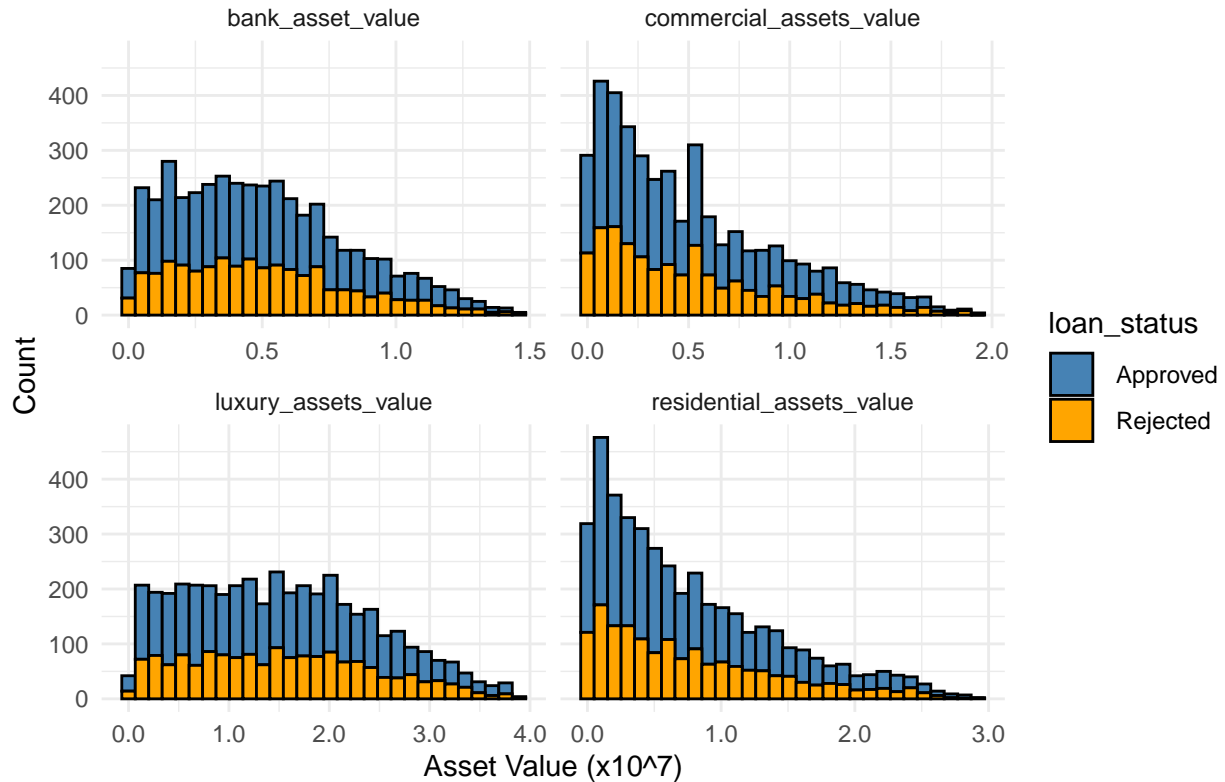 bank_asset_value
commercial_assets_value
400
300
200
100
0
0.0 0.5 1.0 1.5
0.0 0.5 1.0 1.5 2.0
luxury_assets_value
residential_assets_value
400
300
200
100
0
0.0 1.0 2.0 3.0 4.0
0.0 1.0 2.0 3.0
Count
Asset Value (x10^7)
loan_status
Approved
Rejected